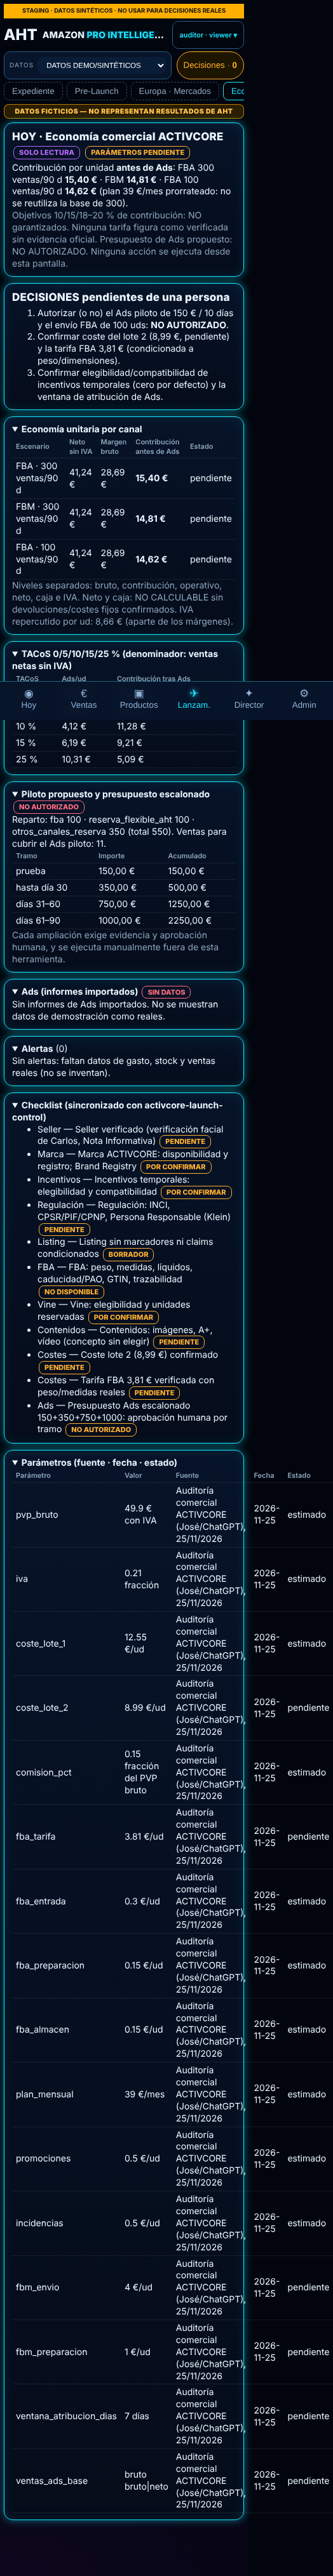 STAGING · DATOS SINTÉTICOS · NO USAR PARA DECISIONES REALES
AHT AMAZON PRO INTELLIGE... auditor · viewer ▾
DATOS DATOS DEMO/SINTÉTICOS Decisiones · 0
Expediente Pre-Launch Europa · Mercados
DATOS FICTICIOS — NO REPRESENTAN RESULTADOS DE AHT
HOY · Economía comercial ACTIVCORE
SOLO LECTURA PARÁMETROS PENDIENTE
Contribución por unidad antes de Ads: FBA 300
ventas/90 d 15,40 € · FBM 14,81 € · FBA 100
ventas/90 d 14,62 € (plan 39 €/mes prorrateado: no
se reutiliza la base de 300).
Objetivos 10/15/18–20 % de contribución: NO
garantizados. Ninguna tarifa figura como verificada
sin evidencia oficial. Presupuesto de Ads propuesto:
NO AUTORIZADO. Ninguna acción se ejecuta desde
esta pantalla.
DECISIONES pendientes de una persona
1. Autorizar (o no) el Ads piloto de 150 € / 10 días
y el envío FBA de 100 uds: NO AUTORIZADO.
2. Confirmar coste del lote 2 (8,99 €, pendiente)
y la tarifa FBA 3,81 € (condicionada a
peso/dimensiones).
3. Confirmar elegibilidad/compatibilidad de
incentivos temporales (cero por defecto) y la
ventana de atribución de Ads.
▼ Economía unitaria por canal
Escenario Neto sin IVA Margen bruto Contribución antes de Ads Estado
FBA · 300 ventas/90 d 41,24 € 28,69 € 15,40 € pendiente
FBM · 300 ventas/90 d 41,24 € 28,69 € 14,81 € pendiente
FBA · 100 ventas/90 d 41,24 € 28,69 € 14,62 € pendiente
Niveles separados: bruto, contribución, operativo,
neto, caja e IVA. Neto y caja: NO CALCULABLE sin
devoluciones/costes fijos confirmados. IVA
repercutido por ud: 8,66 € (aparte de los márgenes).
▼ TACoS 0/5/10/15/25 % (denominador: ventas
netas sin IVA)
TACoS Ads/ud Contribución tras Ads
◉ Hoy € Ventas ▣ Productos ✈ Lanzam. ✦ Director ⚙ Admin
10 % 4,12 € 11,28 €
15 % 6,19 € 9,21 €
25 % 10,31 € 5,09 €
▼ Piloto propuesto y presupuesto escalonado
NO AUTORIZADO
Reparto: fba 100 · reserva_flexible_aht 100 ·
otros_canales_reserva 350 (total 550). Ventas para
cubrir el Ads piloto: 11.
Tramo Importe Acumulado
prueba 150,00 € 150,00 €
hasta día 30 350,00 € 500,00 €
días 31–60 750,00 € 1250,00 €
días 61–90 1000,00 € 2250,00 €
Cada ampliación exige evidencia y aprobación
humana, y se ejecuta manualmente fuera de esta
herramienta.
▼ Ads (informes importados) SIN DATOS
Sin informes de Ads importados. No se muestran
datos de demostración como reales.
▼ Alertas (0)
Sin alertas: faltan datos de gasto, stock y ventas
reales (no se inventan).
▼ Checklist (sincronizado con activcore-launch-
control)
• Seller — Seller verificado (verificación facial
de Carlos, Nota Informativa) PENDIENTE
• Marca — Marca ACTIVCORE: disponibilidad y
registro; Brand Registry POR CONFIRMAR
• Incentivos — Incentivos temporales:
elegibilidad y compatibilidad POR CONFIRMAR
• Regulación — Regulación: INCI,
CPSR/PIF/CPNP, Persona Responsable (Klein)
PENDIENTE
• Listing — Listing sin marcadores ni claims
condicionados BORRADOR
• FBA — FBA: peso, medidas, líquidos,
caducidad/PAO, GTIN, trazabilidad
NO DISPONIBLE
• Vine — Vine: elegibilidad y unidades
reservadas POR CONFIRMAR
• Contenidos — Contenidos: imágenes, A+,
vídeo (concepto sin elegir) PENDIENTE
• Costes — Coste lote 2 (8,99 €) confirmado
PENDIENTE
• Costes — Tarifa FBA 3,81 € verificada con
peso/medidas reales PENDIENTE
• Ads — Presupuesto Ads escalonado
150+350+750+1000: aprobación humana por
tramo NO AUTORIZADO
▼ Parámetros (fuente · fecha · estado)
Parámetro Valor Fuente Fecha Estado
pvp_bruto 49.9 € con IVA Auditoría comercial ACTIVCORE (José/ChatGPT), 25/11/2026 2026-11-25 estimado
iva 0.21 fracción Auditoría comercial ACTIVCORE (José/ChatGPT), 25/11/2026 2026-11-25 estimado
coste_lote_1 12.55 €/ud Auditoría comercial ACTIVCORE (José/ChatGPT), 25/11/2026 2026-11-25 estimado
coste_lote_2 8.99 €/ud Auditoría comercial ACTIVCORE (José/ChatGPT), 25/11/2026 2026-11-25 pendiente
comision_pct 0.15 fracción del PVP bruto Auditoría comercial ACTIVCORE (José/ChatGPT), 25/11/2026 2026-11-25 estimado
fba_tarifa 3.81 €/ud Auditoría comercial ACTIVCORE (José/ChatGPT), 25/11/2026 2026-11-25 pendiente
fba_entrada 0.3 €/ud Auditoría comercial ACTIVCORE (José/ChatGPT), 25/11/2026 2026-11-25 estimado
fba_preparacion 0.15 €/ud Auditoría comercial ACTIVCORE (José/ChatGPT), 25/11/2026 2026-11-25 estimado
fba_almacen 0.15 €/ud Auditoría comercial ACTIVCORE (José/ChatGPT), 25/11/2026 2026-11-25 estimado
plan_mensual 39 €/mes Auditoría comercial ACTIVCORE (José/ChatGPT), 25/11/2026 2026-11-25 estimado
promociones 0.5 €/ud Auditoría comercial ACTIVCORE (José/ChatGPT), 25/11/2026 2026-11-25 estimado
incidencias 0.5 €/ud Auditoría comercial ACTIVCORE (José/ChatGPT), 25/11/2026 2026-11-25 estimado
fbm_envio 4 €/ud Auditoría comercial ACTIVCORE (José/ChatGPT), 25/11/2026 2026-11-25 pendiente
fbm_preparacion 1 €/ud Auditoría comercial ACTIVCORE (José/ChatGPT), 25/11/2026 2026-11-25 pendiente
ventana_atribucion_dias 7 días Auditoría comercial ACTIVCORE (José/ChatGPT), 25/11/2026 2026-11-25 pendiente
ventas_ads_base bruto bruto|neto Auditoría comercial ACTIVCORE (José/ChatGPT), 25/11/2026 2026-11-25 pendiente